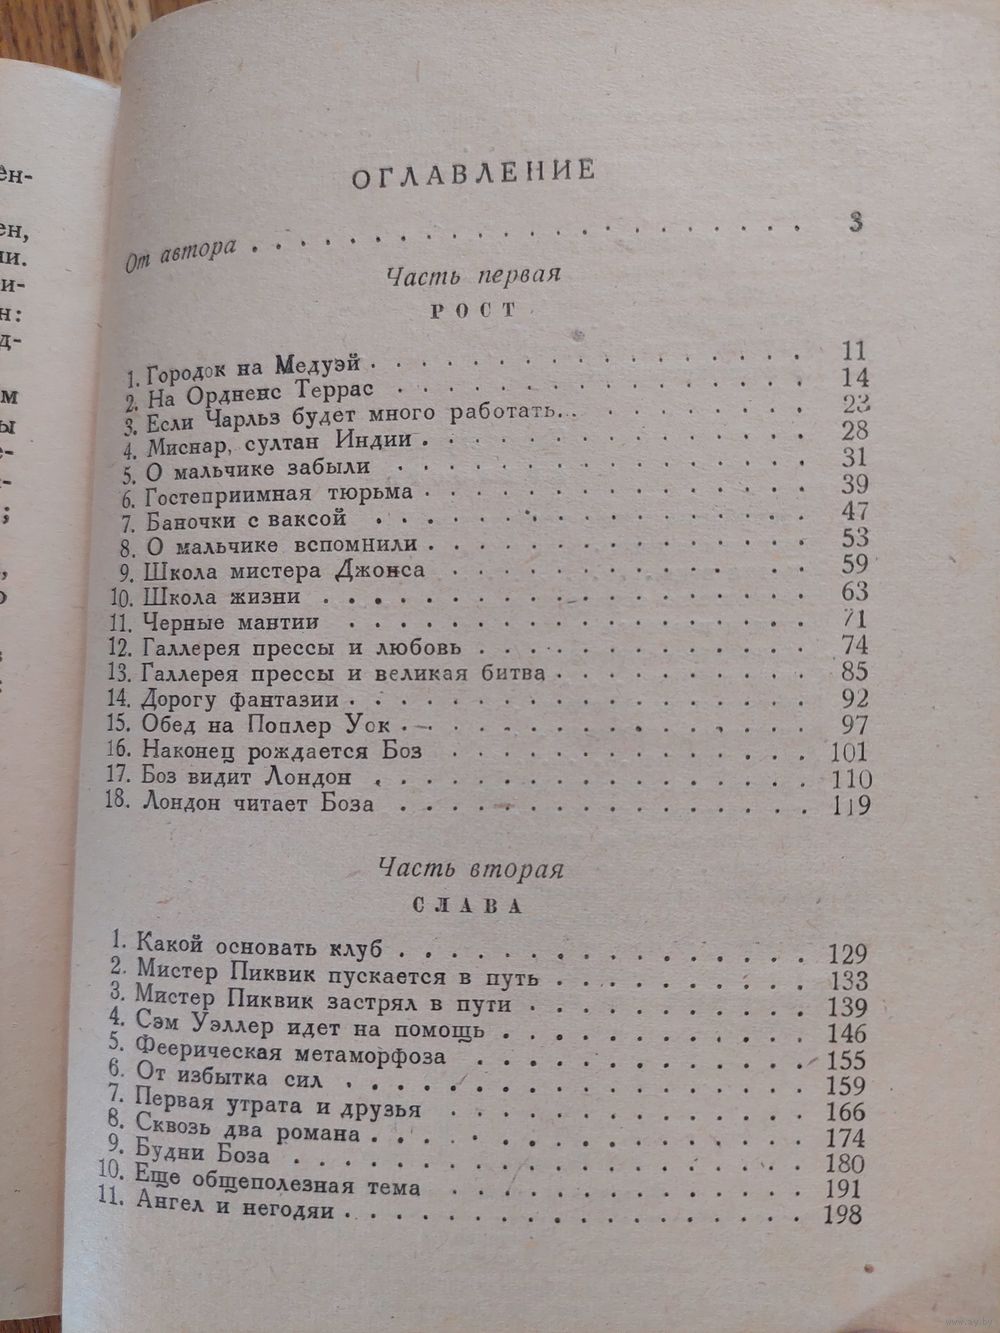 ОГЛАВЛЕНИЕ
От автора . . . . . . . . . . . . . . . . . . 3
Часть первая
РОСТ
1. Городок на Медуэй . . . . . . . . . . . . . . 11
2. На Ордненс Террас . . . . . . . . . . . . . . 14
3. Если Чарльз будет много работать... . . . . . . . . 23
4. Миснар, султан Индии . . . . . . . . . . . . . 28
5. О мальчике забыли . . . . . . . . . . . . . . 31
6. Гостеприимная тюрьма . . . . . . . . . . . . . 39
7. Баночки с ваксой . . . . . . . . . . . . . . 47
8. О мальчике вспомнили . . . . . . . . . . . . . 53
9. Школа мистера Джонса . . . . . . . . . . . . . 59
10. Школа жизни . . . . . . . . . . . . . . . . 63
11. Черные мантии . . . . . . . . . . . . . . . 71
12. Галлерея прессы и любовь . . . . . . . . . . . 74
13. Галлерея прессы и великая битва . . . . . . . . . 85
14. Дорогу фантазии . . . . . . . . . . . . . . . 92
15. Обед на Поплер Уок . . . . . . . . . . . . . . 97
16. Наконец рождается Боз . . . . . . . . . . . . . 101
17. Боз видит Лондон . . . . . . . . . . . . . . 110
18. Лондон читает Боза . . . . . . . . . . . . . . 119
Часть вторая
СЛАВА
1. Какой основать клуб . . . . . . . . . . . . . . 129
2. Мистер Пиквик пускается в путь . . . . . . . . . 133
3. Мистер Пиквик застрял в пути . . . . . . . . . . 139
4. Сэм Уэллер идет на помощь . . . . . . . . . . . 146
5. Феерическая метаморфоза . . . . . . . . . . . . 155
6. От избытка сил . . . . . . . . . . . . . . . 159
7. Первая утрата и друзья . . . . . . . . . . . . 166
8. Сквозь два романа . . . . . . . . . . . . . . 174
9. Будни Боза . . . . . . . . . . . . . . . . . 180
10. Еще общеполезная тема . . . . . . . . . . . . . 191
11. Ангел и негодяи . . . . . . . . . . . . . . . 198
www.ay.by